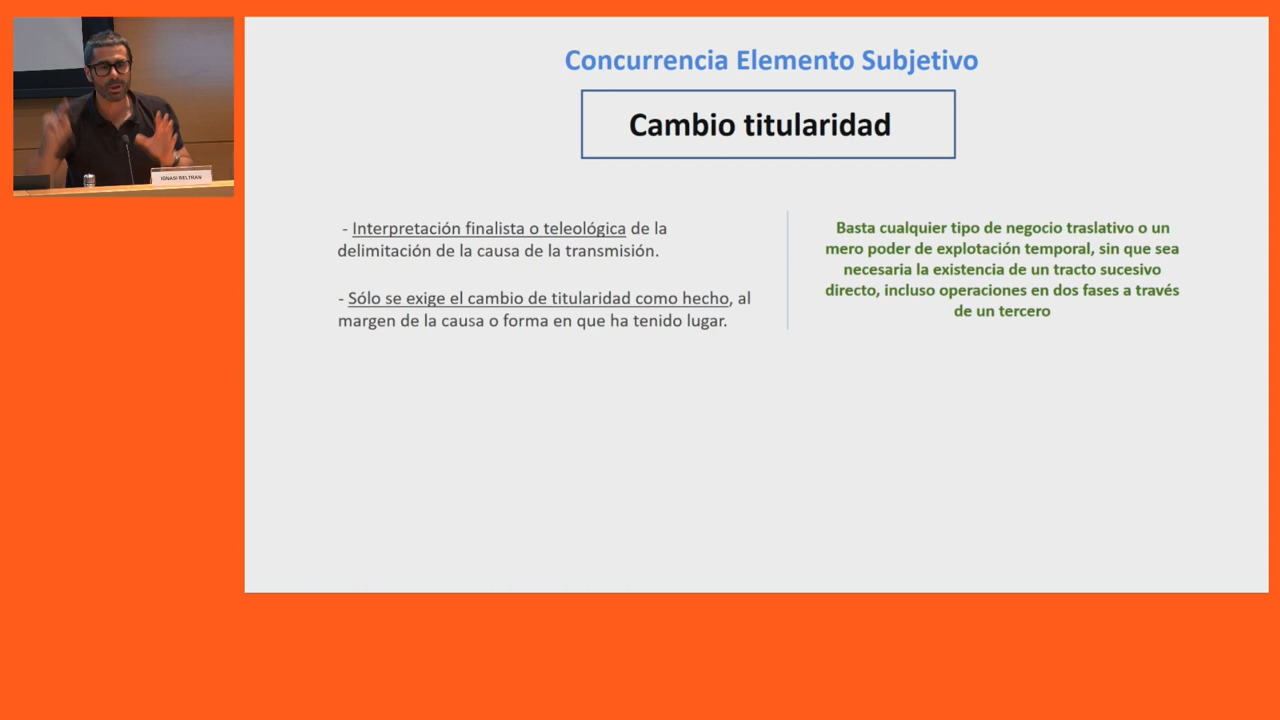 IGNASI BELTRAN
Concurrencia Elemento Subjetivo
Cambio titularidad
- Interpretación finalista o teleológica de la
delimitación de la causa de la transmisión.
- Sólo se exige el cambio de titularidad como hecho, al
margen de la causa o forma en que ha tenido lugar.
Basta cualquier tipo de negocio traslativo o un
mero poder de explotación temporal, sin que sea
necesaria la existencia de un tracto sucesivo
directo, incluso operaciones en dos fases a través
de un tercero